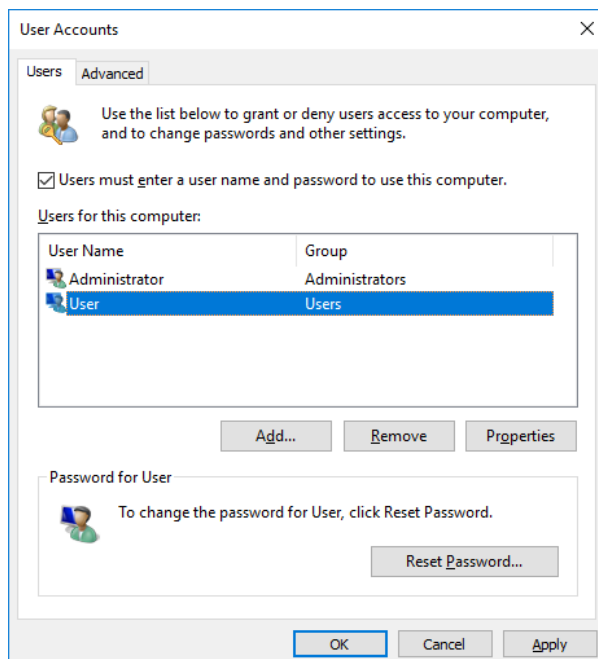 User Accounts
Users Advanced
Use the list below to grant or deny users access to your computer,
and to change passwords and other settings.
Users must enter a user name and password to use this computer.
Users for this computer:
User Name Group
Administrator Administrators
User Users
Add... Remove Properties
Password for User
To change the password for User, click Reset Password.
Reset Password...
OK Cancel Apply